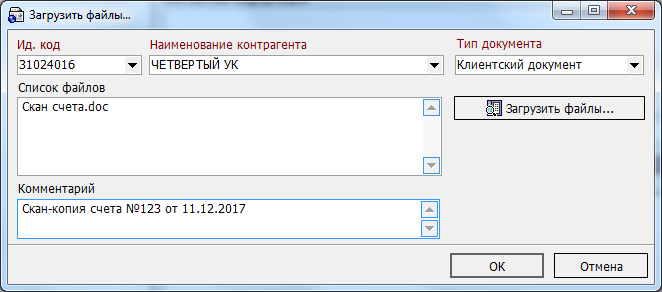 Загрузить файлы...
Ид. код
Наименование контрагента
Тип документа
31024016
ЧЕТВЕРТЫЙ УК
Клиентский документ
Список файлов
Скан счета.doc
Загрузить файлы...
Комментарий
Скан-копия счета №123 от 11.12.2017
ОК
Отмена